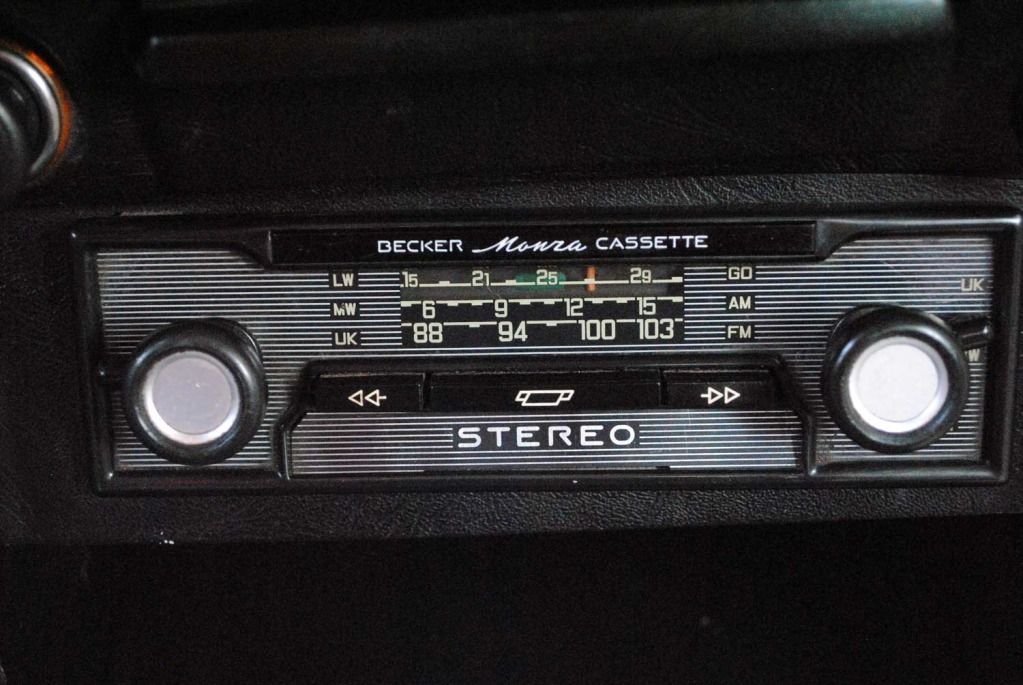 BECKER Monza CASSETTE
LW 15 21 25 29 GO
MW 6 9 12 15 AM
UK 88 94 100 103 FM
UK
STEREO